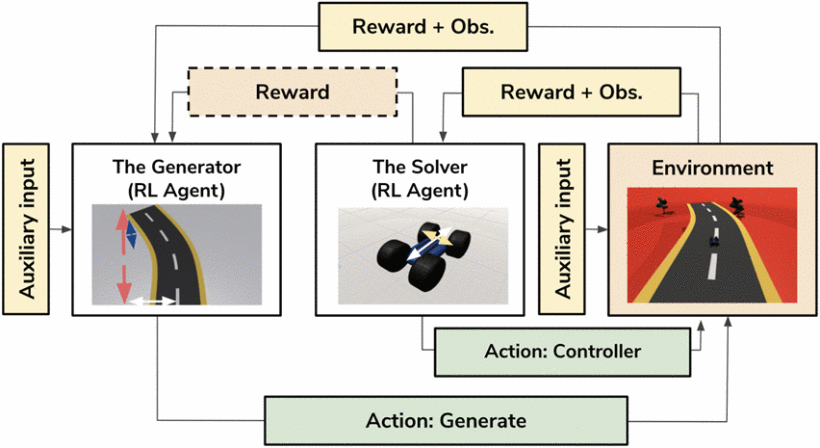 Reward + Obs.
Reward
Reward + Obs.
Auxiliary input
The Generator
(RL Agent)
The Solver
(RL Agent)
Auxiliary input
Environment
Action: Controller
Action: Generate